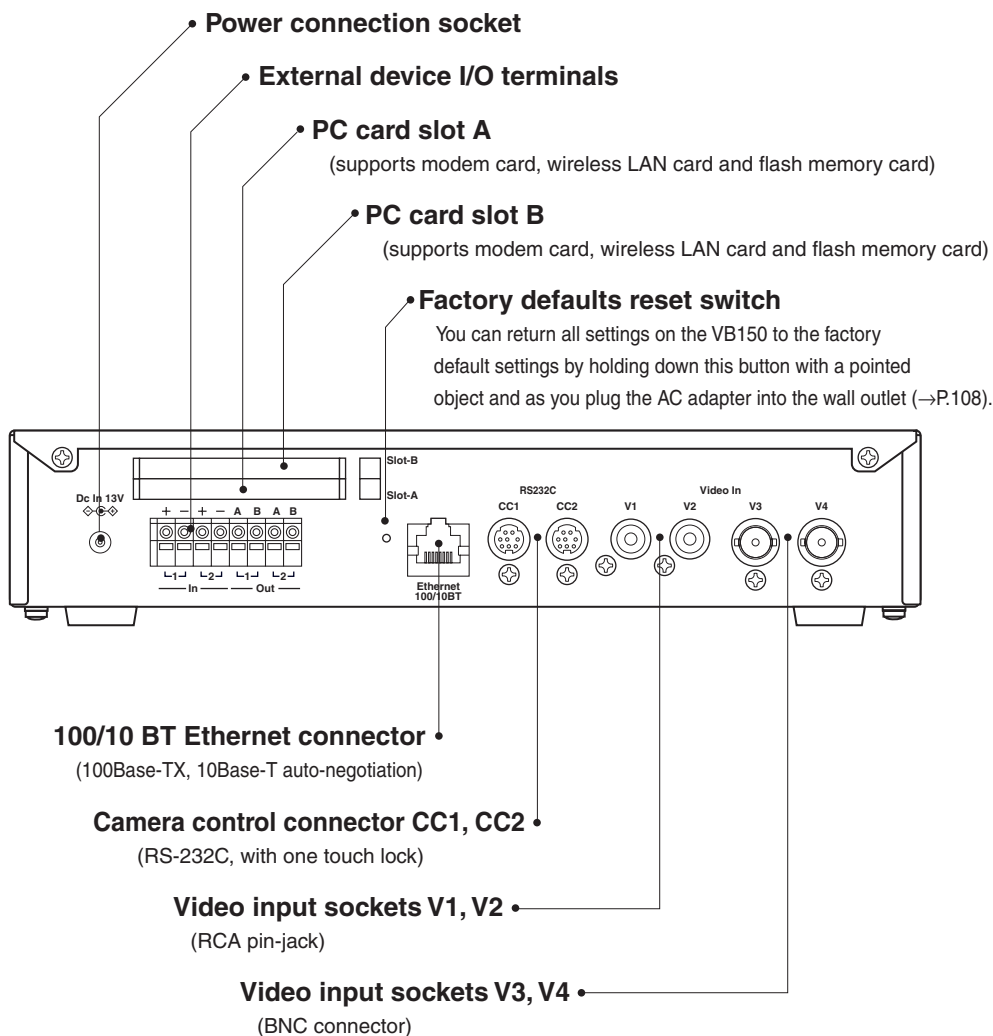 Power connection socket
External device I/O terminals
PC card slot A
(supports modem card, wireless LAN card and flash memory card)
PC card slot B
(supports modem card, wireless LAN card and flash memory card)
Factory defaults reset switch
You can return all settings on the VB150 to the factory
default settings by holding down this button with a pointed
object and as you plug the AC adapter into the wall outlet (→P.108).
Slot-B
Slot-A
Dc In 13V
+ − + − A B A B
1 2 1 2
In Out
Ethernet
100/10BT
RS232C
CC1 CC2
Video In
V1 V2 V3 V4
100/10 BT Ethernet connector
(100Base-TX, 10Base-T auto-negotiation)
Camera control connector CC1, CC2
(RS-232C, with one touch lock)
Video input sockets V1, V2
(RCA pin-jack)
Video input sockets V3, V4
(BNC connector)